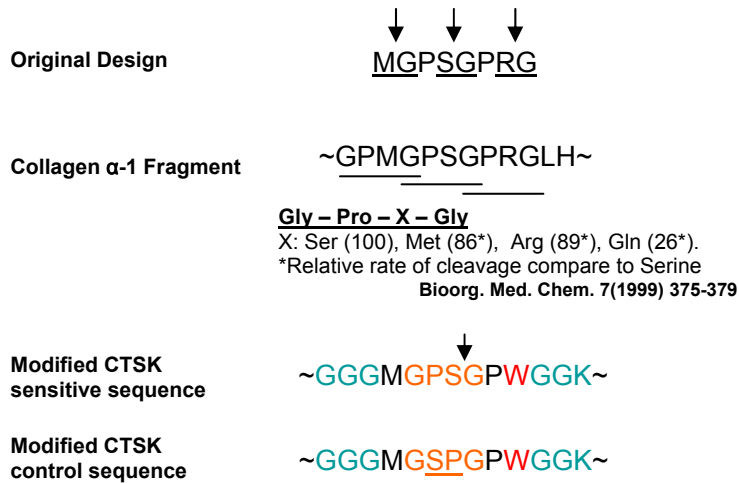 Original Design
MGPSGPRG
Collagen α-1 Fragment
~GPMGPSGPRGLH~
Gly – Pro – X – Gly
X: Ser (100), Met (86*), Arg (89*), Gln (26*).
*Relative rate of cleavage compare to Serine
Bioorg. Med. Chem. 7(1999) 375-379
Modified CTSK
sensitive sequence
~GGGMGPSGPWGGK~
Modified CTSK
control sequence
~GGGMGSPGPWGGK~